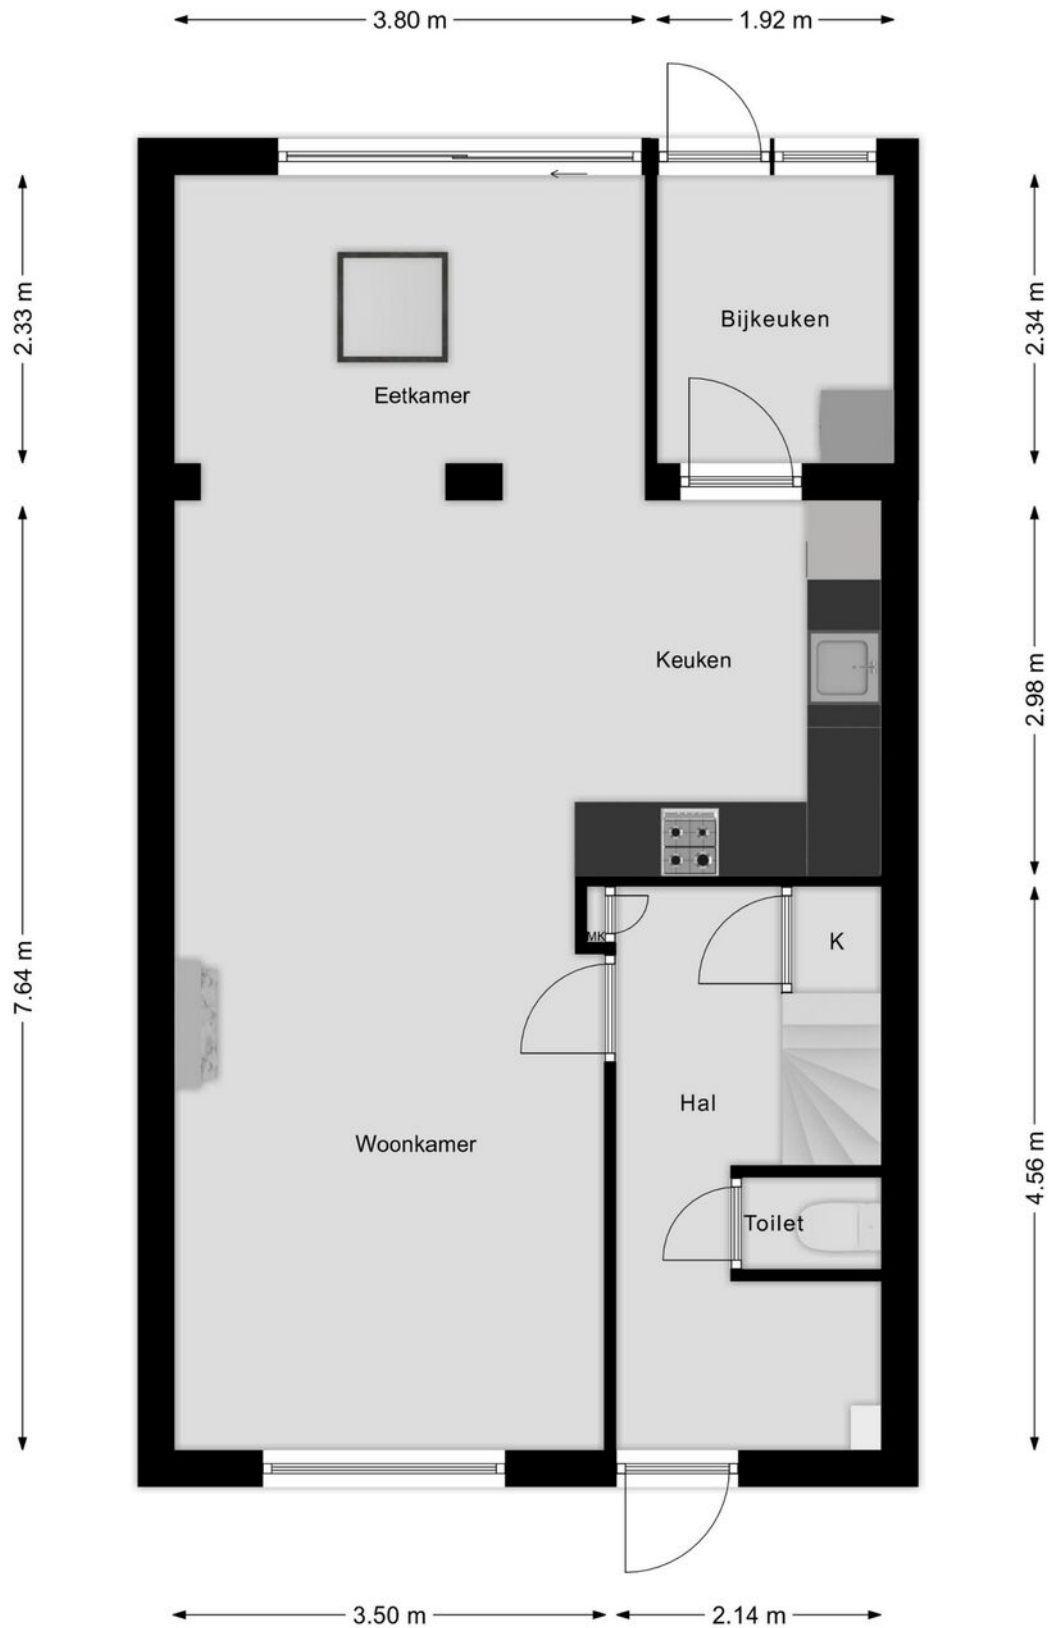 3.80 m
1.92 m
2.33 m
2.34 m
Bijkeuken
Eetkamer
Keuken
2.98 m
7.64 m
MK
K
Hal
Woonkamer
4.56 m
Toilet
3.50 m
2.14 m